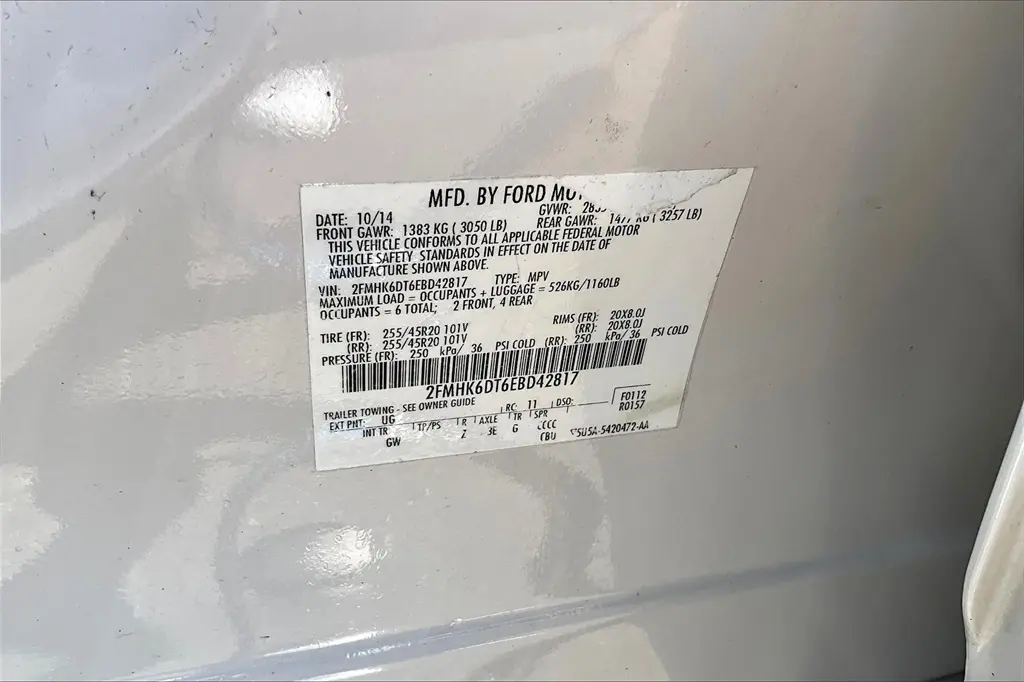 MFD. BY FORD
DATE: 10/14
GVWR:
FRONT GAWR: 1383 KG ( 3050 LB)
REAR GAWR: KG ( 3257 LB)
THIS VEHICLE CONFORMS TO ALL APPLICABLE FEDERAL MOTOR
VEHICLE SAFETY STANDARDS IN EFFECT ON THE DATE OF
MANUFACTURE SHOWN ABOVE.
VIN: 2FMHK6DT6EBD42817 TYPE: MPV
MAXIMUM LOAD = OCCUPANTS + LUGGAGE = 526KG/1160LB
OCCUPANTS = 6 TOTAL; 2 FRONT, 4 REAR
TIRE (FR): 255/45R20 101V RIMS (FR): 20X8.0J
(RR): 255/45R20 101V (RR): 20X8.0J
PRESSURE (FR): 250 kPa/ 36 PSI COLD (RR): 250 kPa/ 36 PSI COLD
2FMHK6DT6EBD42817
TRAILER TOWING - SEE OWNER GUIDE
F0112
EXT PNT: UG RC: 11 DSO: R0157
INT TR TP/PS R AXLE TR SPR
GW Z G